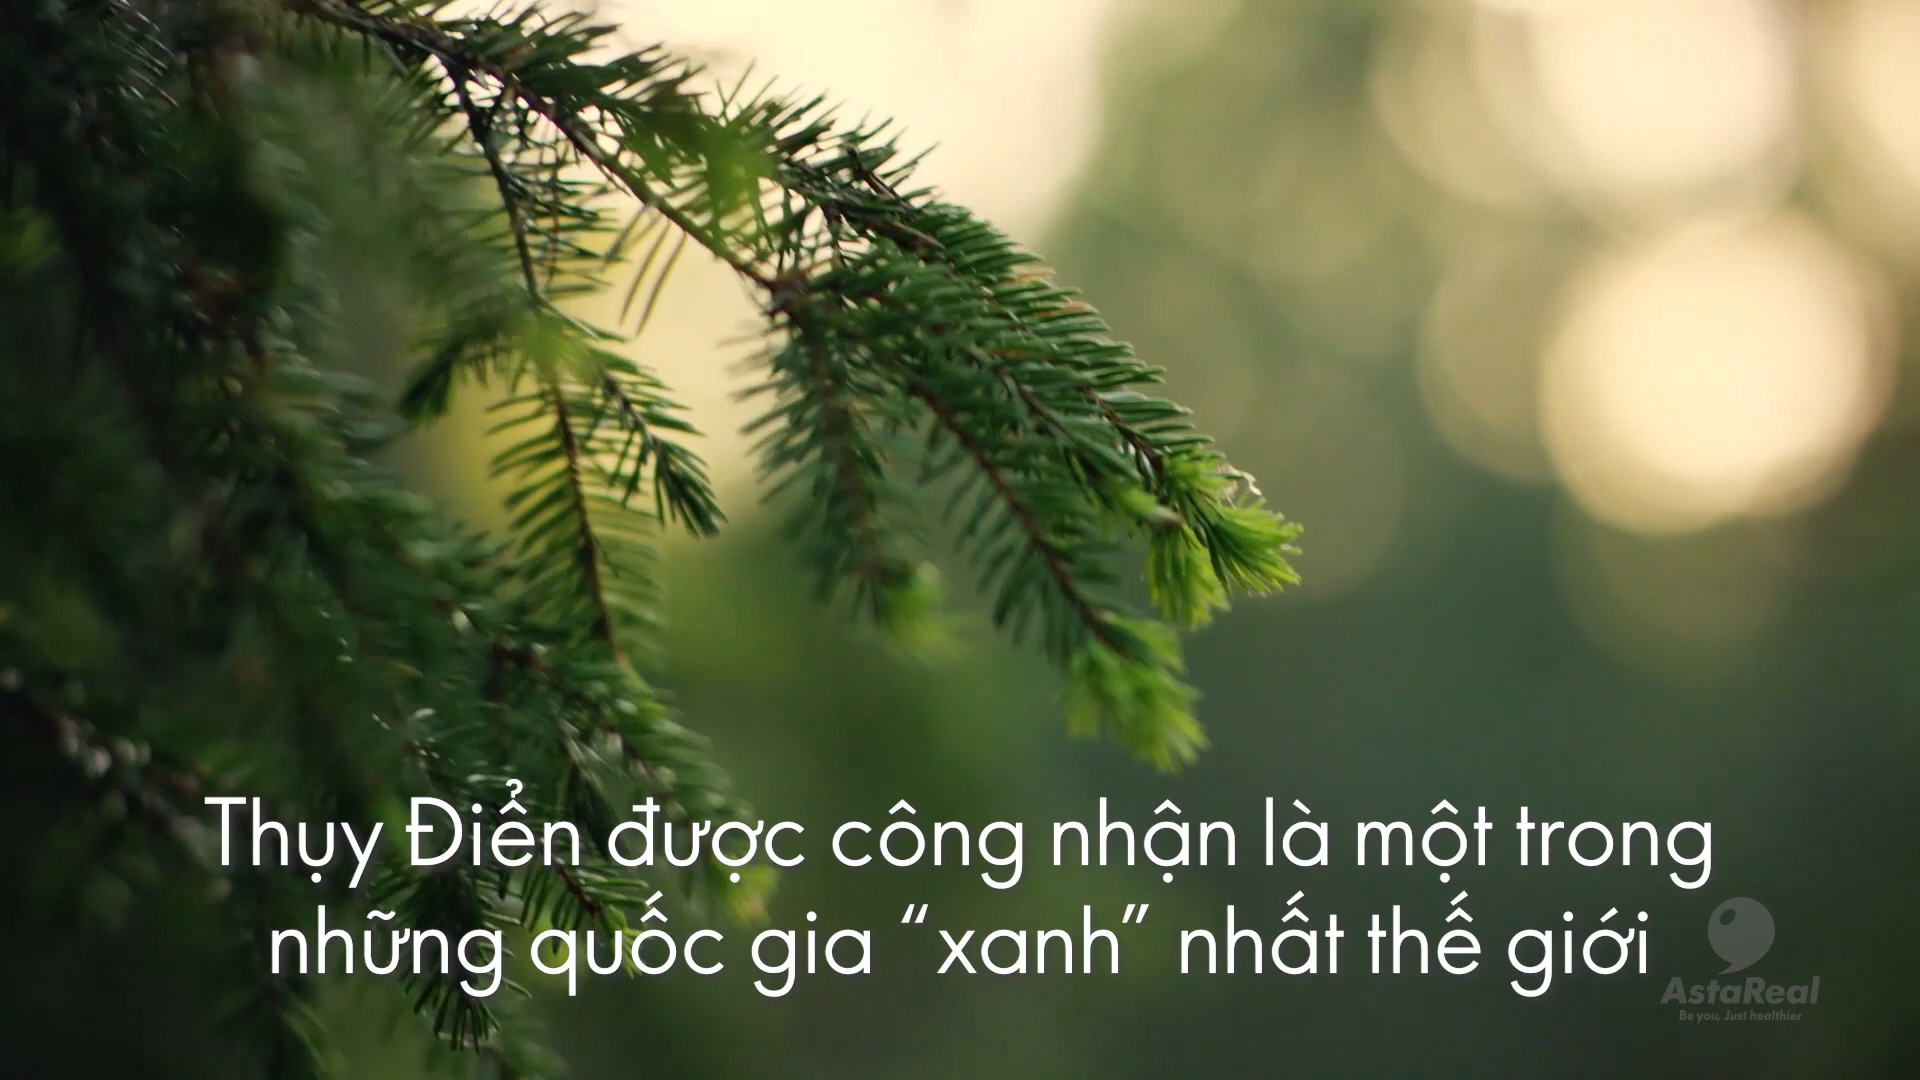 Thụy Điển được công nhận là một trong
những quốc gia “xanh” nhất thế giới
AstaReal
Be you, Just healthier